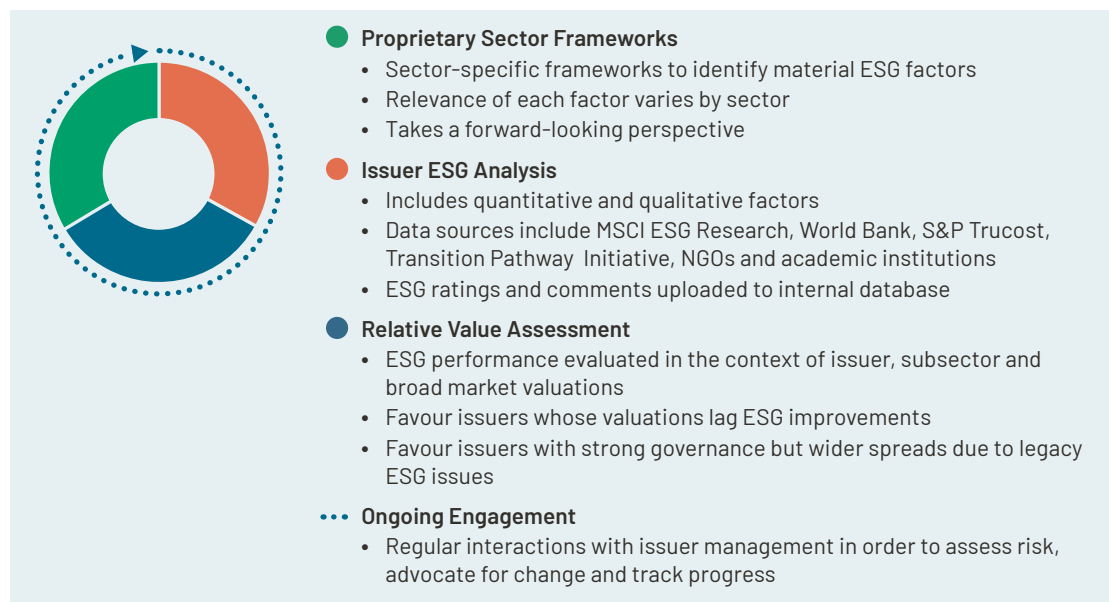 Proprietary Sector Frameworks
• Sector-specific frameworks to identify material ESG factors
• Relevance of each factor varies by sector
• Takes a forward-looking perspective
Issuer ESG Analysis
• Includes quantitative and qualitative factors
• Data sources include MSCI ESG Research, World Bank, S&P Trucost,
Transition Pathway  Initiative, NGOs and academic institutions
• ESG ratings and comments uploaded to internal database
Relative Value Assessment
• ESG performance evaluated in the context of issuer, subsector and
broad market valuations
• Favour issuers whose valuations lag ESG improvements
• Favour issuers with strong governance but wider spreads due to legacy
ESG issues
Ongoing Engagement
• Regular interactions with issuer management in order to assess risk,
advocate for change and track progress